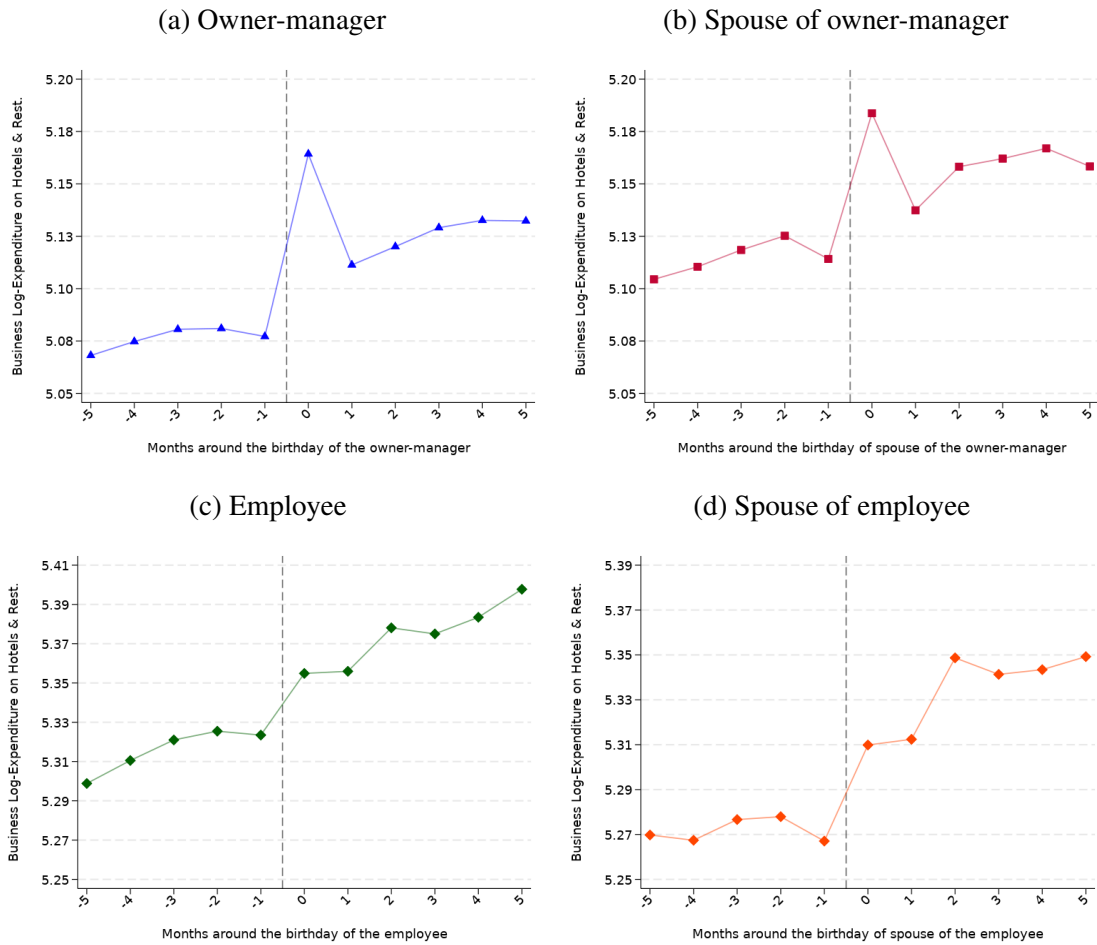 (a) Owner-manager
Business Log-Expenditure on Hotels & Rest.
5.20
5.18
5.15
5.13
5.10
5.08
5.05
-5 -4 -3 -2 -1 0 1 2 3 4 5
Months around the birthday of the owner-manager
(b) Spouse of owner-manager
Business Log-Expenditure on Hotels & Rest.
5.20
5.18
5.15
5.13
5.10
5.08
5.05
-5 -4 -3 -2 -1 0 1 2 3 4 5
Months around the birthday of spouse of the owner-manager
(c) Employee
Business Log-Expenditure on Hotels & Rest.
5.41
5.39
5.37
5.35
5.33
5.31
5.29
5.27
5.25
-5 -4 -3 -2 -1 0 1 2 3 4 5
Months around the birthday of the employee
(d) Spouse of employee
Business Log-Expenditure on Hotels & Rest.
5.39
5.37
5.35
5.33
5.31
5.29
5.27
5.25
-5 -4 -3 -2 -1 0 1 2 3 4 5
Months around the birthday of spouse of the employee